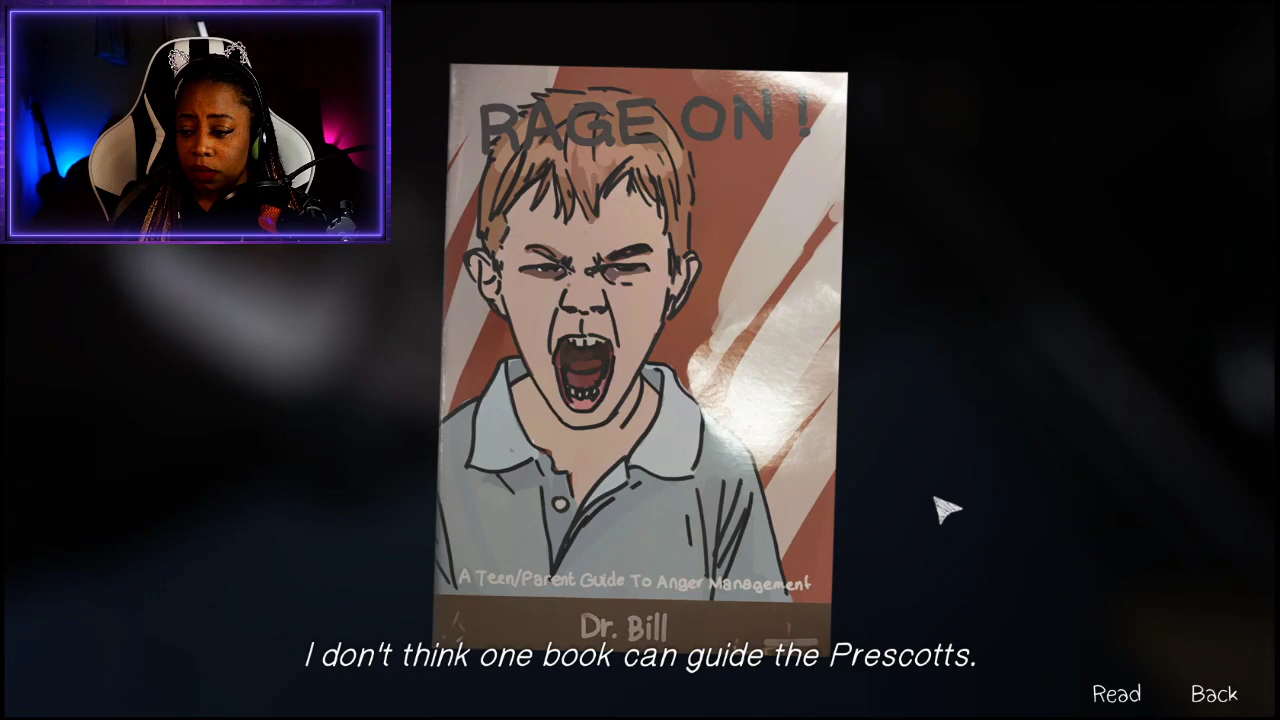 RAGE ON !
A Teen/Parent Guide To Anger Management
Dr. Bill
I don't think one book can guide the Prescotts.
Read
Back